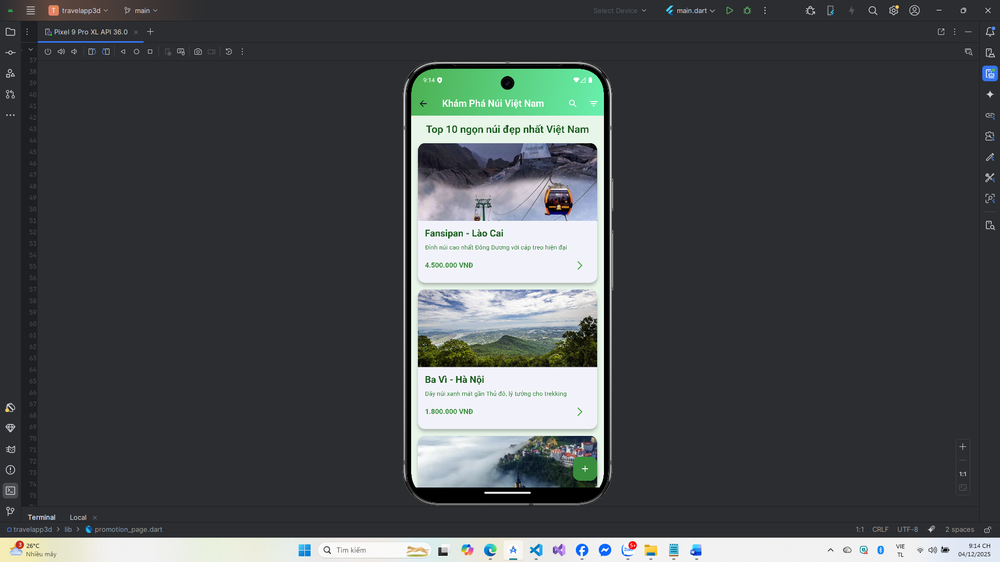 T travelapp3d main Select Device main.dart
Pixel 9 Pro XL API 36.0
37
38
39
40
41
42
43
44
45
46
47
48
49
50
51
52
53
54
55
56
57
58
59
60
61
62
63
64
65
66
67
68
69
70
71
72
73
74
75
9:14
Khám Phá Núi Việt Nam
Top 10 ngọn núi đẹp nhất Việt Nam
FANSIPAN
Fansipan - Lào Cai
Đỉnh núi cao nhất Đông Dương với cáp treo hiện đại
4.500.000 VNĐ
Ba Vì - Hà Nội
Dãy núi xanh mát gần Thủ đô, lý tưởng cho trekking
1.800.000 VNĐ
1:1
Terminal Local
travelapp3d lib promotion_page.dart 1:1 CRLF UTF-8 2 spaces
3
26°C
Nhiều mây
Tìm kiếm
Zalo
5+
VIE
TL
9:14 CH
04/12/2025